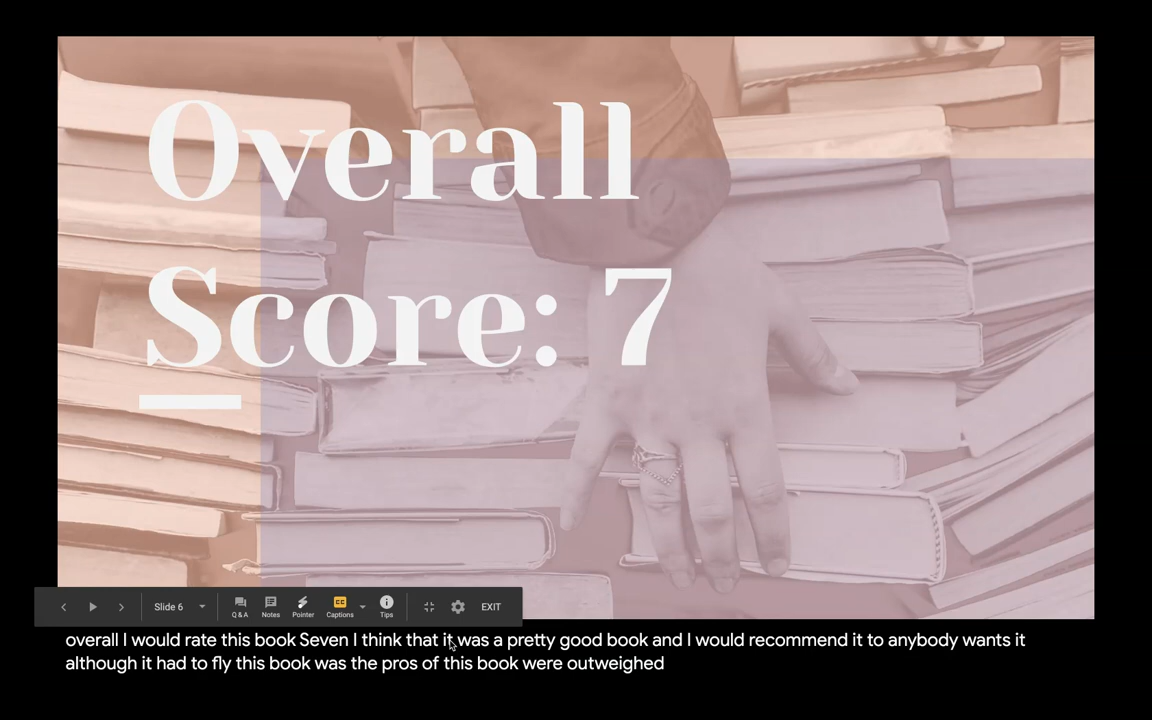 Overall
Score: 7
Slide 6
Q & A
Notes
Pointer
CC
Captions
Tips
EXIT
overall I would rate this book Seven I think that it was a pretty good book and I would recommend it to anybody wants it
although it had to fly this book was the pros of this book were outweighed